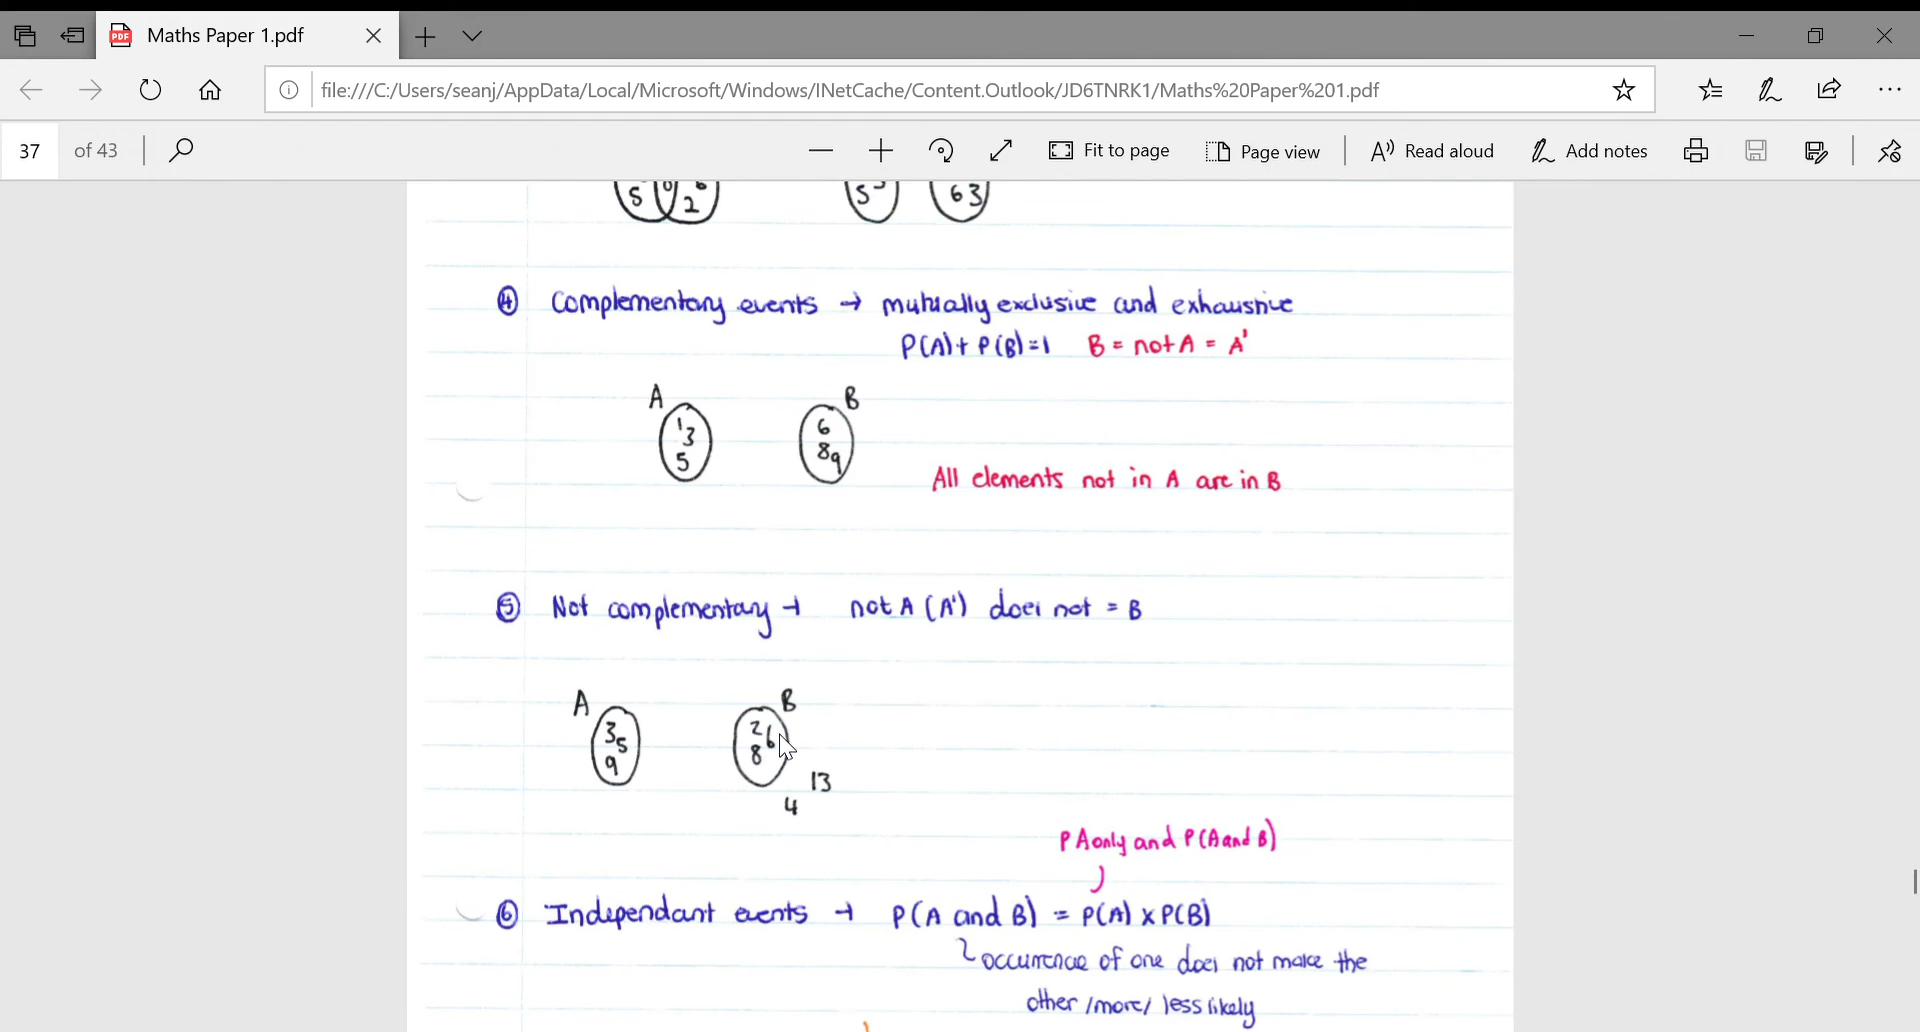 Maths Paper 1.pdf
file:///C:/Users/seanj/AppData/Local/Microsoft/Windows/INetCache/Content.Outlook/JD6TNRK1/Maths%20Paper%201.pdf
37 of 43 Fit to page Page view Read aloud Add notes
5 2 5 63
④ Complementary events → mutually exclusive and exhaustive
P(A)+ P(B)=1 B = not A = A'
A B
1 3 5
6 8 9
All elements not in A are in B
⑤ Not complementary → not A (A') does not = B
A B
3 5 9
2 6 8
13
4
P A only and P(A and B)
⑥ Independant events → P(A and B) = P(A) x P(B)
occurrence of one does not make the
other /more/ less likely